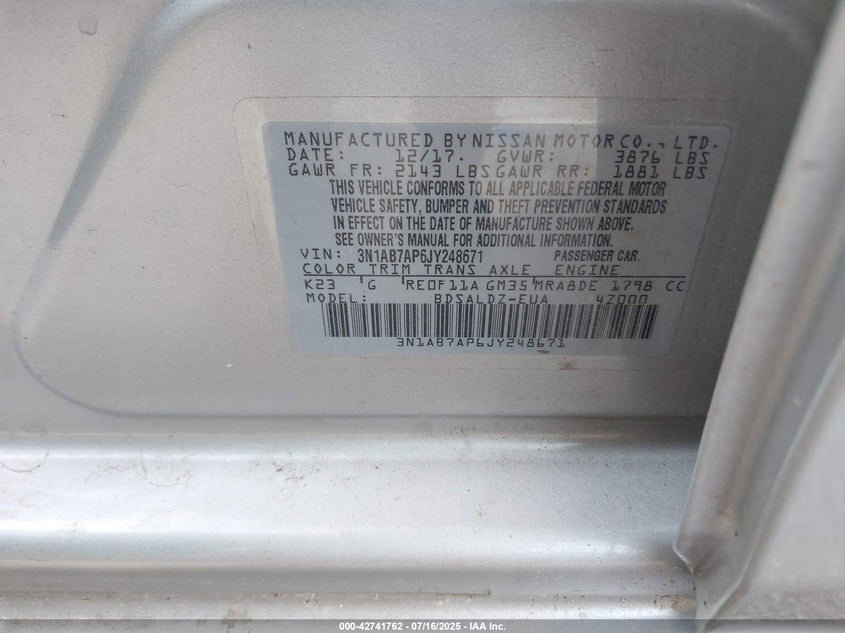 MANUFACTURED BY NISSAN MOTOR CO., LTD.
DATE: 12/17. GVWR: 3876 LBS
GAWR FR: 2143 LBS GAWR RR: 1881 LBS
THIS VEHICLE CONFORMS TO ALL APPLICABLE FEDERAL MOTOR
VEHICLE SAFETY, BUMPER AND THEFT PREVENTION STANDARDS
IN EFFECT ON THE DATE OF MANUFACTURE SHOWN ABOVE.
SEE OWNER'S MANUAL FOR ADDITIONAL INFORMATION.
VIN: 3N1AB7AP6JY248671 PASSENGER CAR
COLOR TRIM TRANS AXLE ENGINE
K23 G RE0F11A GM35 MRA8DE 1798 CC
MODEL: BDSALDZ-EUA 4Z000
3N1AB7AP6JY248671
000-42741762 - 07/16/2025 - IAA Inc.